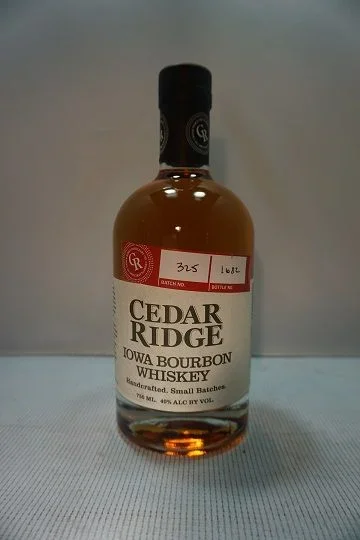 CR
CR
325
1682
BATCH NO.
BOTTLE NO.
CEDAR
RIDGE
IOWA BOURBON
WHISKEY
Handcrafted. Small Batches.
750 ML. 40% ALC BY VOL.